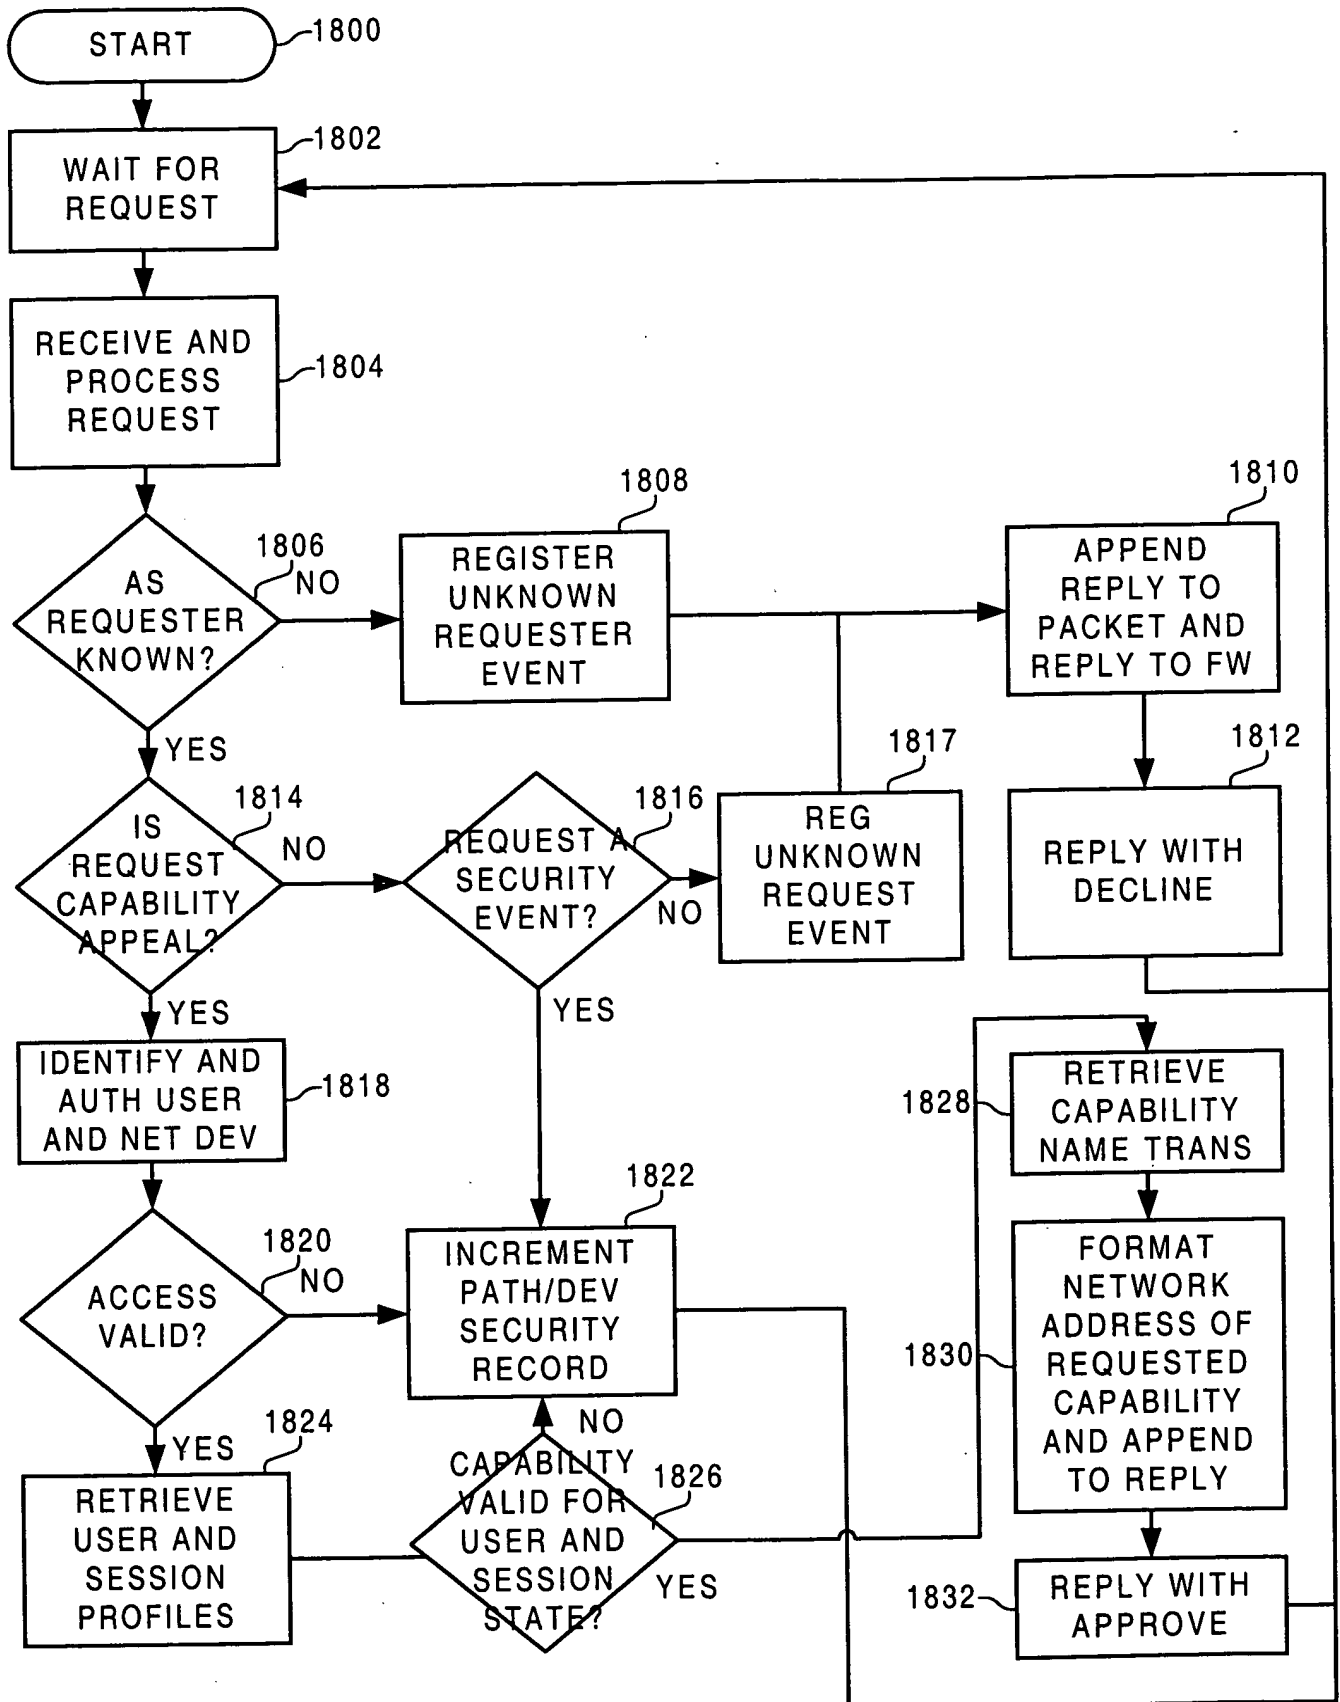 START
1800
WAIT FOR
REQUEST
1802
RECEIVE AND
PROCESS
REQUEST
1804
AS
REQUESTER
KNOWN?
1806
NO
YES
REGISTER
UNKNOWN
REQUESTER
EVENT
1808
APPEND
REPLY TO
PACKET AND
REPLY TO FW
1810
REPLY WITH
DECLINE
1812
IS
REQUEST
CAPABILITY
APPEAL?
1814
NO
YES
REQUEST A
SECURITY
EVENT?
1816
NO
YES
REG
UNKNOWN
REQUEST
EVENT
1817
IDENTIFY AND
AUTH USER
AND NET DEV
1818
ACCESS
VALID?
1820
NO
YES
INCREMENT
PATH/DEV
SECURITY
RECORD
1822
RETRIEVE
USER AND
SESSION
PROFILES
1824
NO
CAPABILITY
VALID FOR
USER AND
SESSION
STATE?
1826
YES
RETRIEVE
CAPABILITY
NAME TRANS
1828
FORMAT
NETWORK
ADDRESS OF
REQUESTED
CAPABILITY
AND APPEND
TO REPLY
1830
REPLY WITH
APPROVE
1832